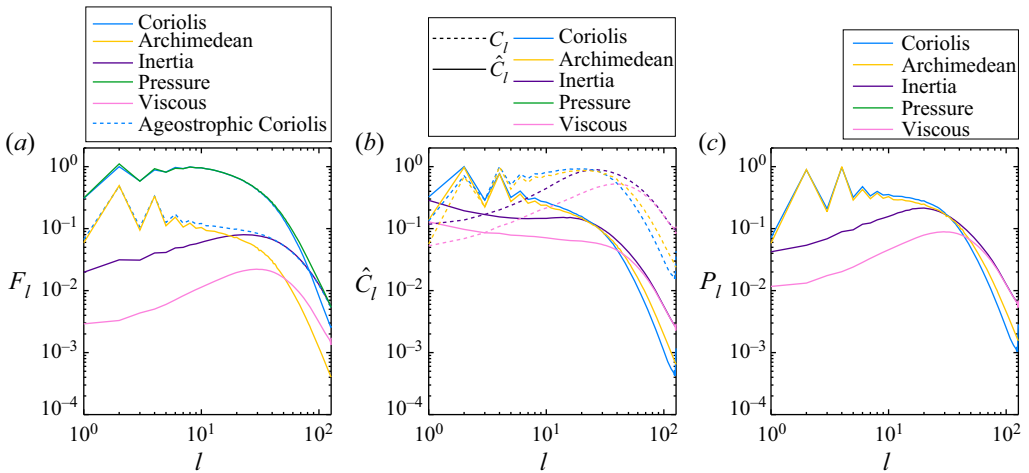 Coriolis
Archimedean
Inertia
Pressure
Viscous
Ageostrophic Coriolis
(a)
10^0
10^-1
F_l 10^-2
10^-3
10^-4
10^0 10^1 10^2
l
C_l
Ĉ_l
Coriolis
Archimedean
Inertia
Pressure
Viscous
(b)
10^0
10^-1
Ĉ_l 10^-2
10^-3
10^-4
10^0 10^1 10^2
l
Coriolis
Archimedean
Inertia
Pressure
Viscous
(c)
10^0
10^-1
P_l 10^-2
10^-3
10^-4
10^0 10^1 10^2
l